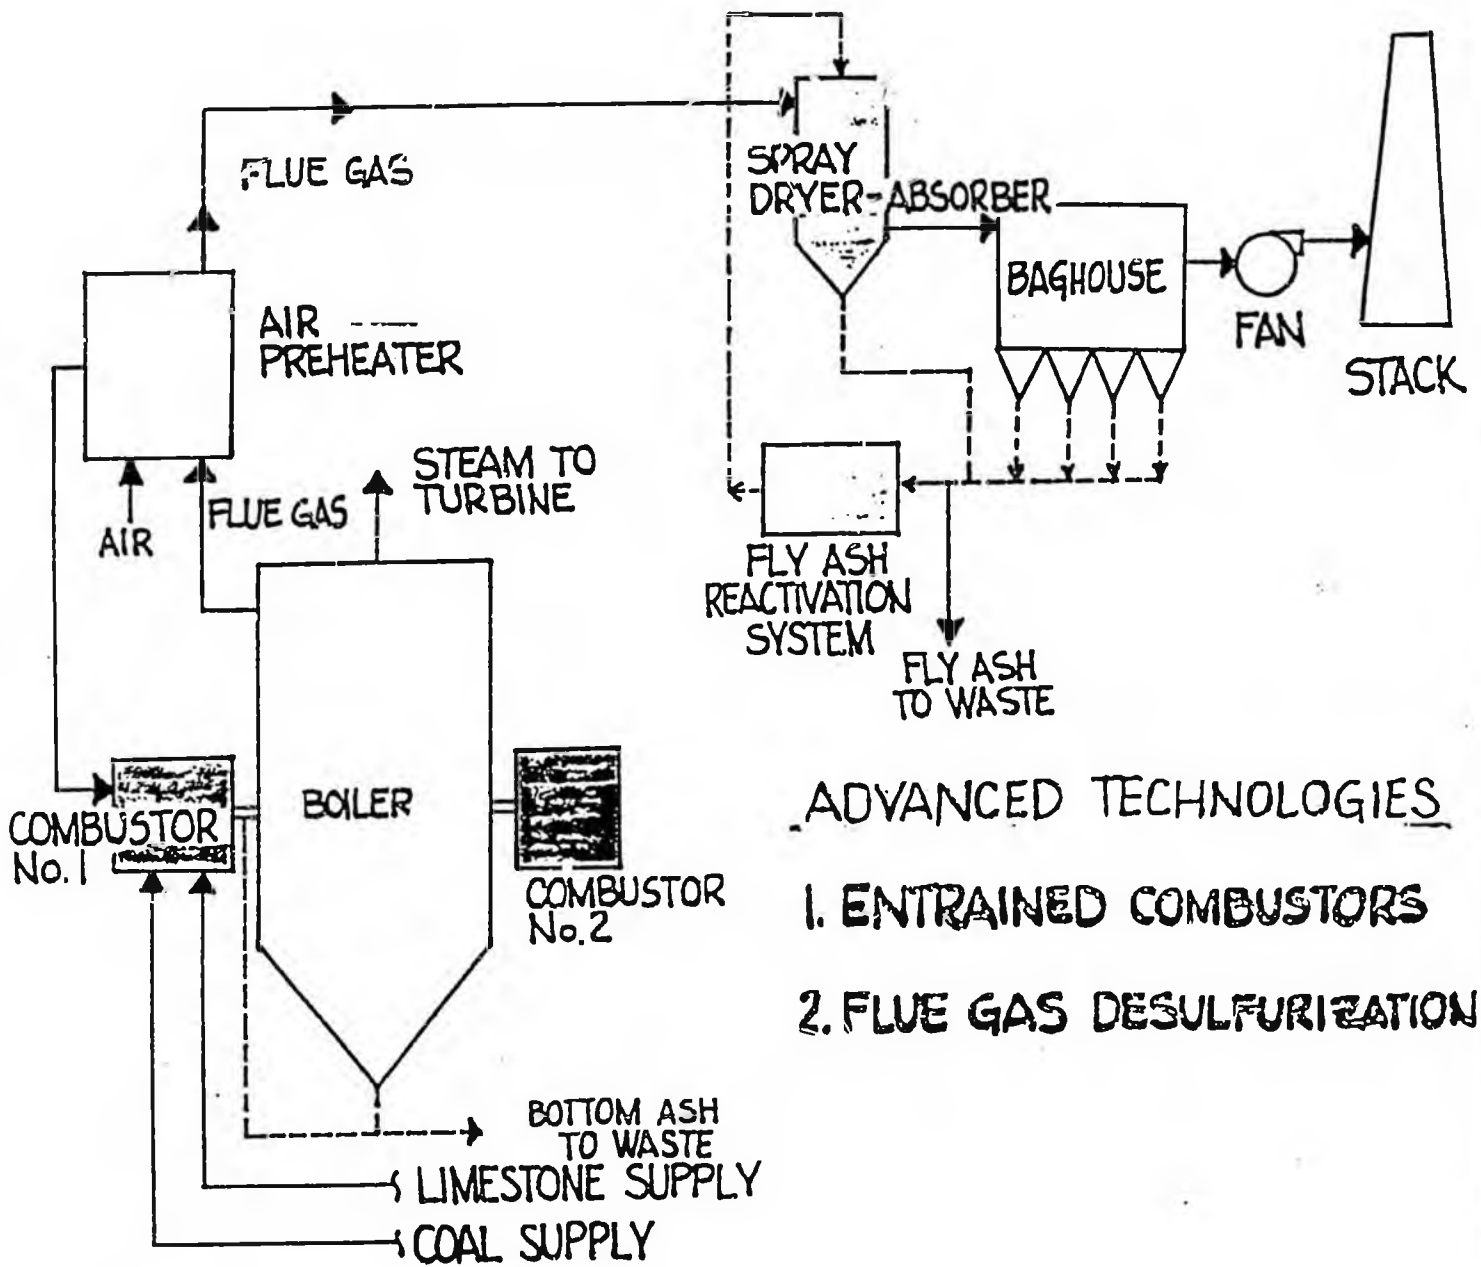 FLUE GAS
SPRAY
DRYER-ABSORBER
BAGHOUSE
FAN
STACK
AIR
PREHEATER
STEAM TO
TURBINE
FLUE GAS
AIR
FLY ASH
REACTIVATION
SYSTEM
FLY ASH
TO WASTE
BOILER
COMBUSTOR
No. 1
COMBUSTOR
No. 2
ADVANCED TECHNOLOGIES
1. ENTRAINED COMBUSTORS
2. FLUE GAS DESULFURIZATION
BOTTOM ASH
TO WASTE
LIMESTONE SUPPLY
COAL SUPPLY